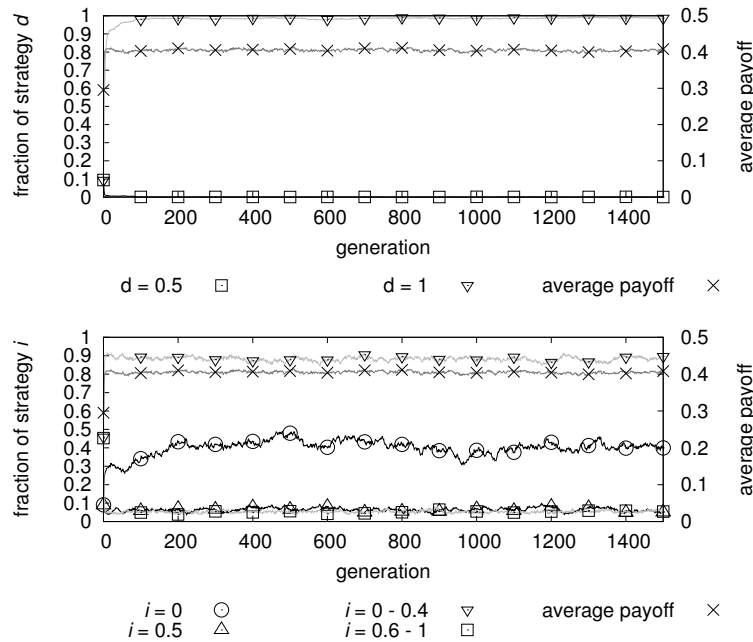 1 0.5
0.9
0.8 0.4
0.7
0.6 0.3
0.5
0.4 0.2
0.3
0.2 0.1
0.1
0 0
fraction of strategy d
average payoff
0 200 400 600 800 1000 1200 1400
generation
d = 0.5 d = 1 average payoff
1 0.5
0.9
0.8 0.4
0.7
0.6 0.3
0.5
0.4 0.2
0.3
0.2 0.1
0.1
0 0
fraction of strategy i
average payoff
0 200 400 600 800 1000 1200 1400
generation
i = 0 i = 0 - 0.4 average payoff
i = 0.5 i = 0.6 - 1